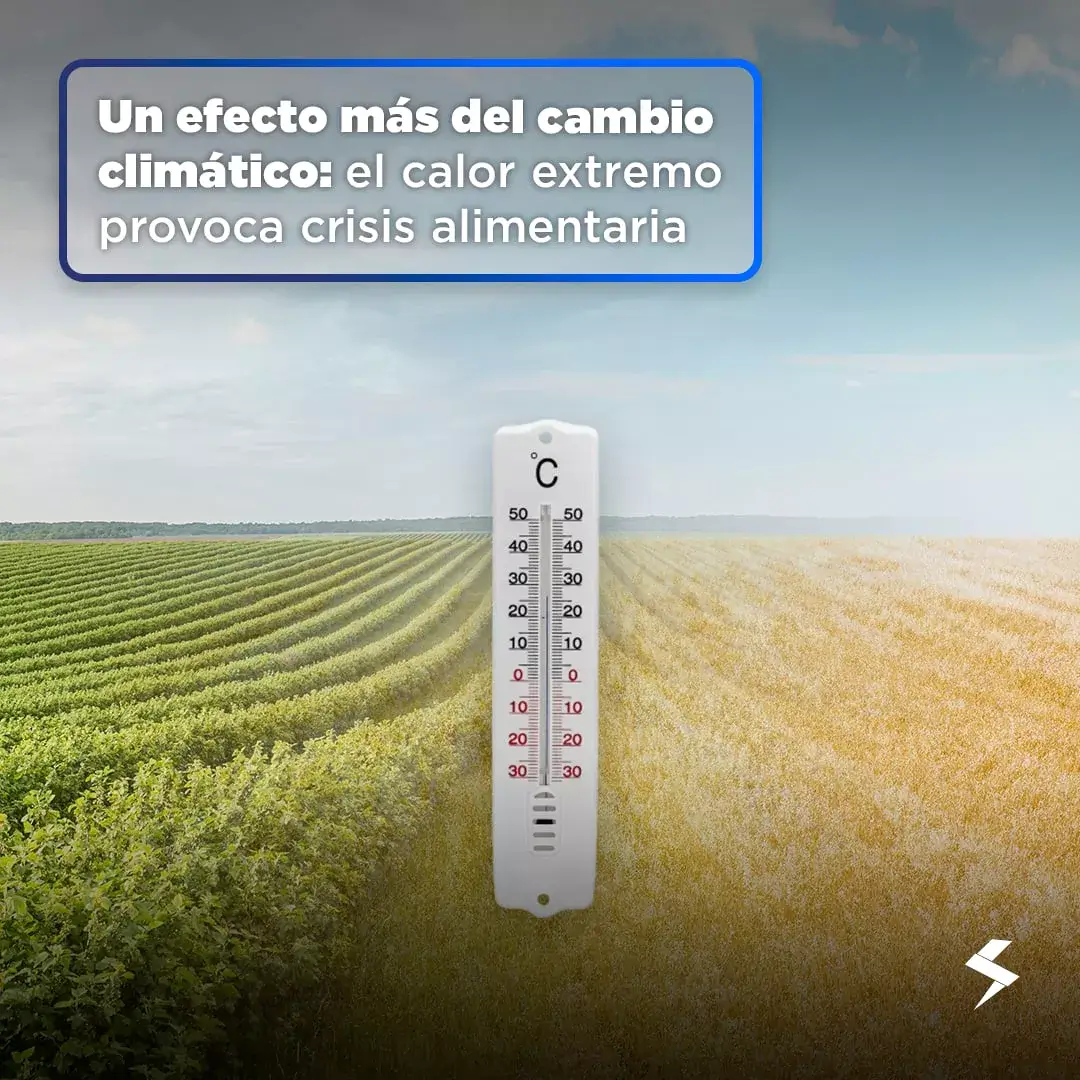 Un efecto más del cambio
climático: el calor extremo
provoca crisis alimentaria
°C
50 50
40 40
30 30
20 20
10 10
0 0
10 10
20 20
30 30